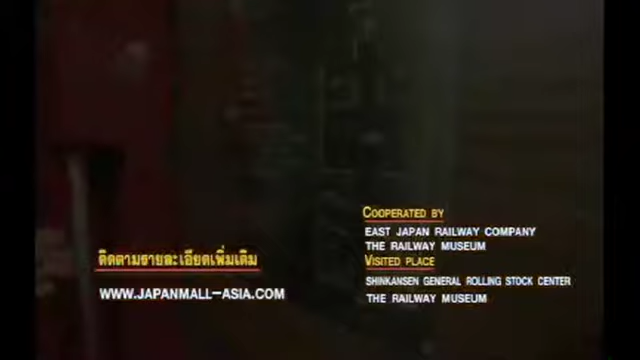 ติดตามรายละเอียดเพิ่มเติม
WWW.JAPANMALL-ASIA.COM
COOPERATED BY
EAST JAPAN RAILWAY COMPANY
THE RAILWAY MUSEUM
VISITED PLACE
SHINKANSEN GENERAL ROLLING STOCK CENTER
THE RAILWAY MUSEUM